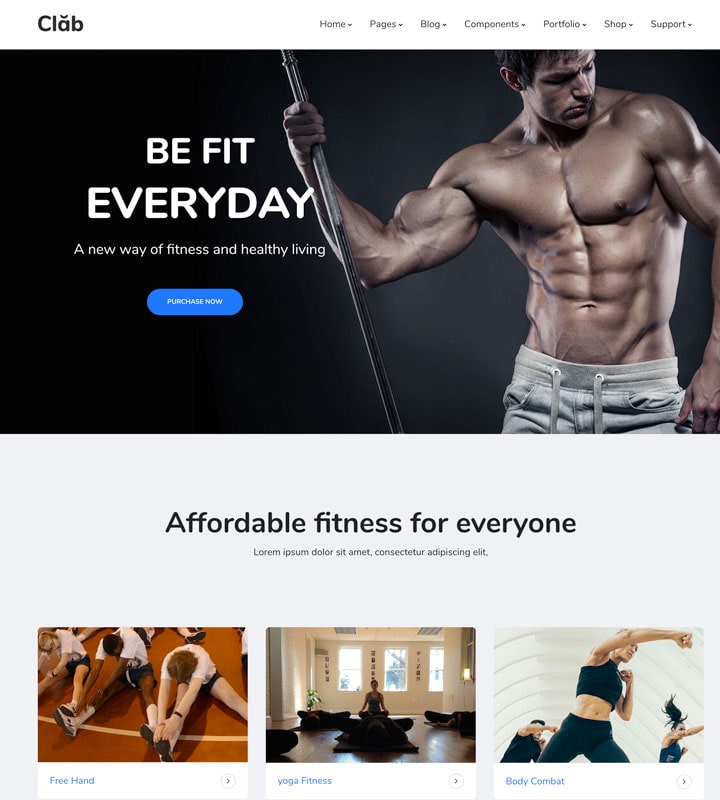 Clăb
Home Pages Blog Components Portfolio Shop Support
BE FIT
EVERYDAY
A new way of fitness and healthy living
PURCHASE NOW
Affordable fitness for everyone
Lorem ipsum dolor sit amet, consectetur adipiscing elit,
Free Hand
yoga Fitness
Body Combat